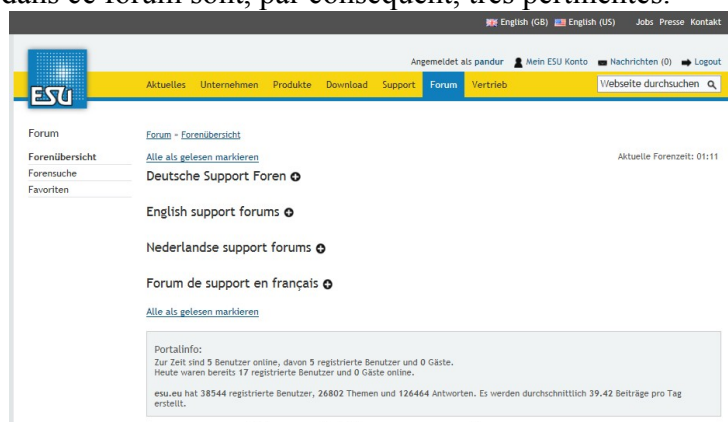 dans ce forum sont, par conséquent, très pertinentes.
English (GB) English (US) Jobs Presse Kontakt
Angemeldet als pandur Mein ESU Konto Nachrichten (0) Logout
ESU
Aktuelles Unternehmen Produkte Download Support Forum Vertrieb Webseite durchsuchen
Forum
Forum - Forenübersicht
Forenübersicht
Alle als gelesen markieren
Aktuelle Forenzeit: 01:11
Forensuche
Deutsche Support Foren
Favoriten
English support forums
Nederlandse support forums
Forum de support en français
Alle als gelesen markieren
Portalinfo:
Zur Zeit sind 5 Benutzer online, davon 5 registrierte Benutzer und 0 Gäste.
Heute waren bereits 17 registrierte Benutzer und 0 Gäste online.
esu.eu hat 38544 registrierte Benutzer, 26802 Themen und 126464 Antworten. Es werden durchschnittlich 39.42 Beiträge pro Tag
erstellt.